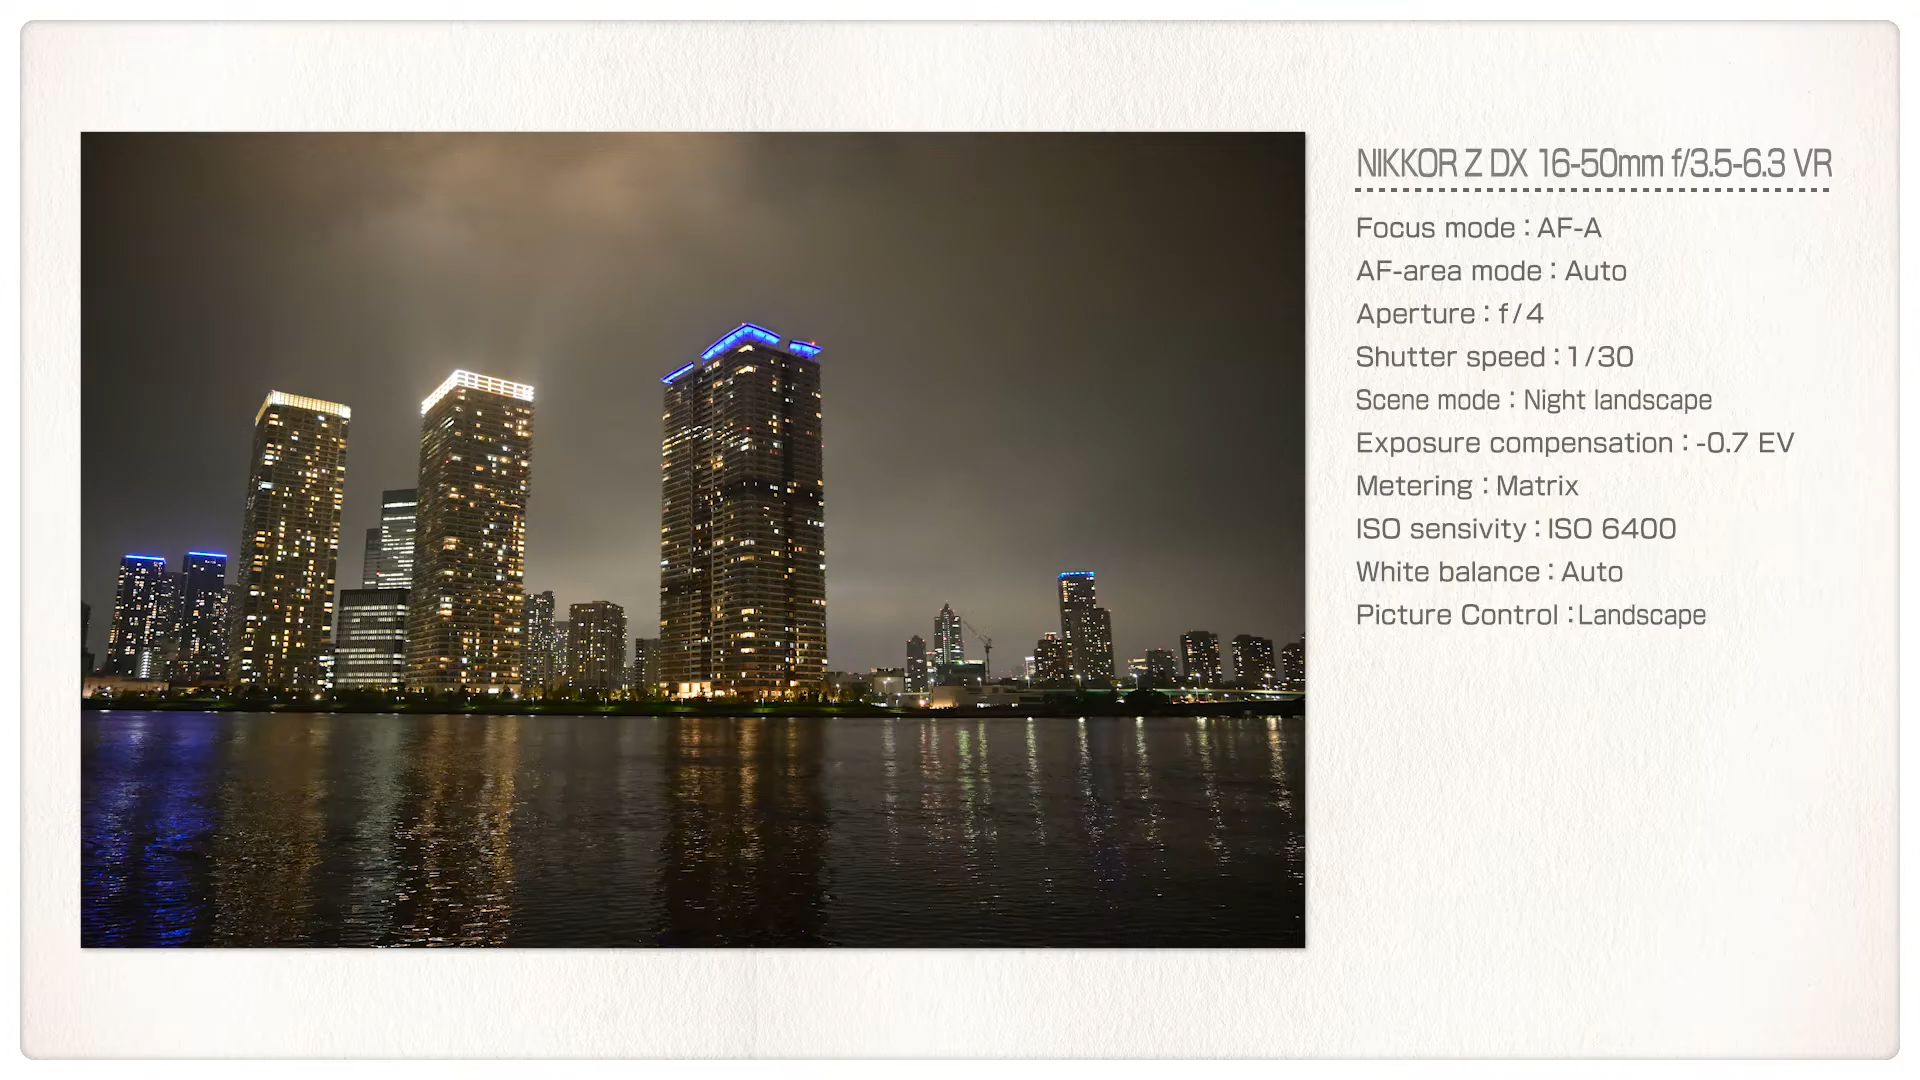 NIKKOR Z DX 16-50mm f/3.5-6.3 VR
Focus mode : AF-A
AF-area mode : Auto
Aperture : f/4
Shutter speed : 1/30
Scene mode : Night landscape
Exposure compensation : -0.7 EV
Metering : Matrix
ISO sensivity : ISO 6400
White balance : Auto
Picture Control : Landscape